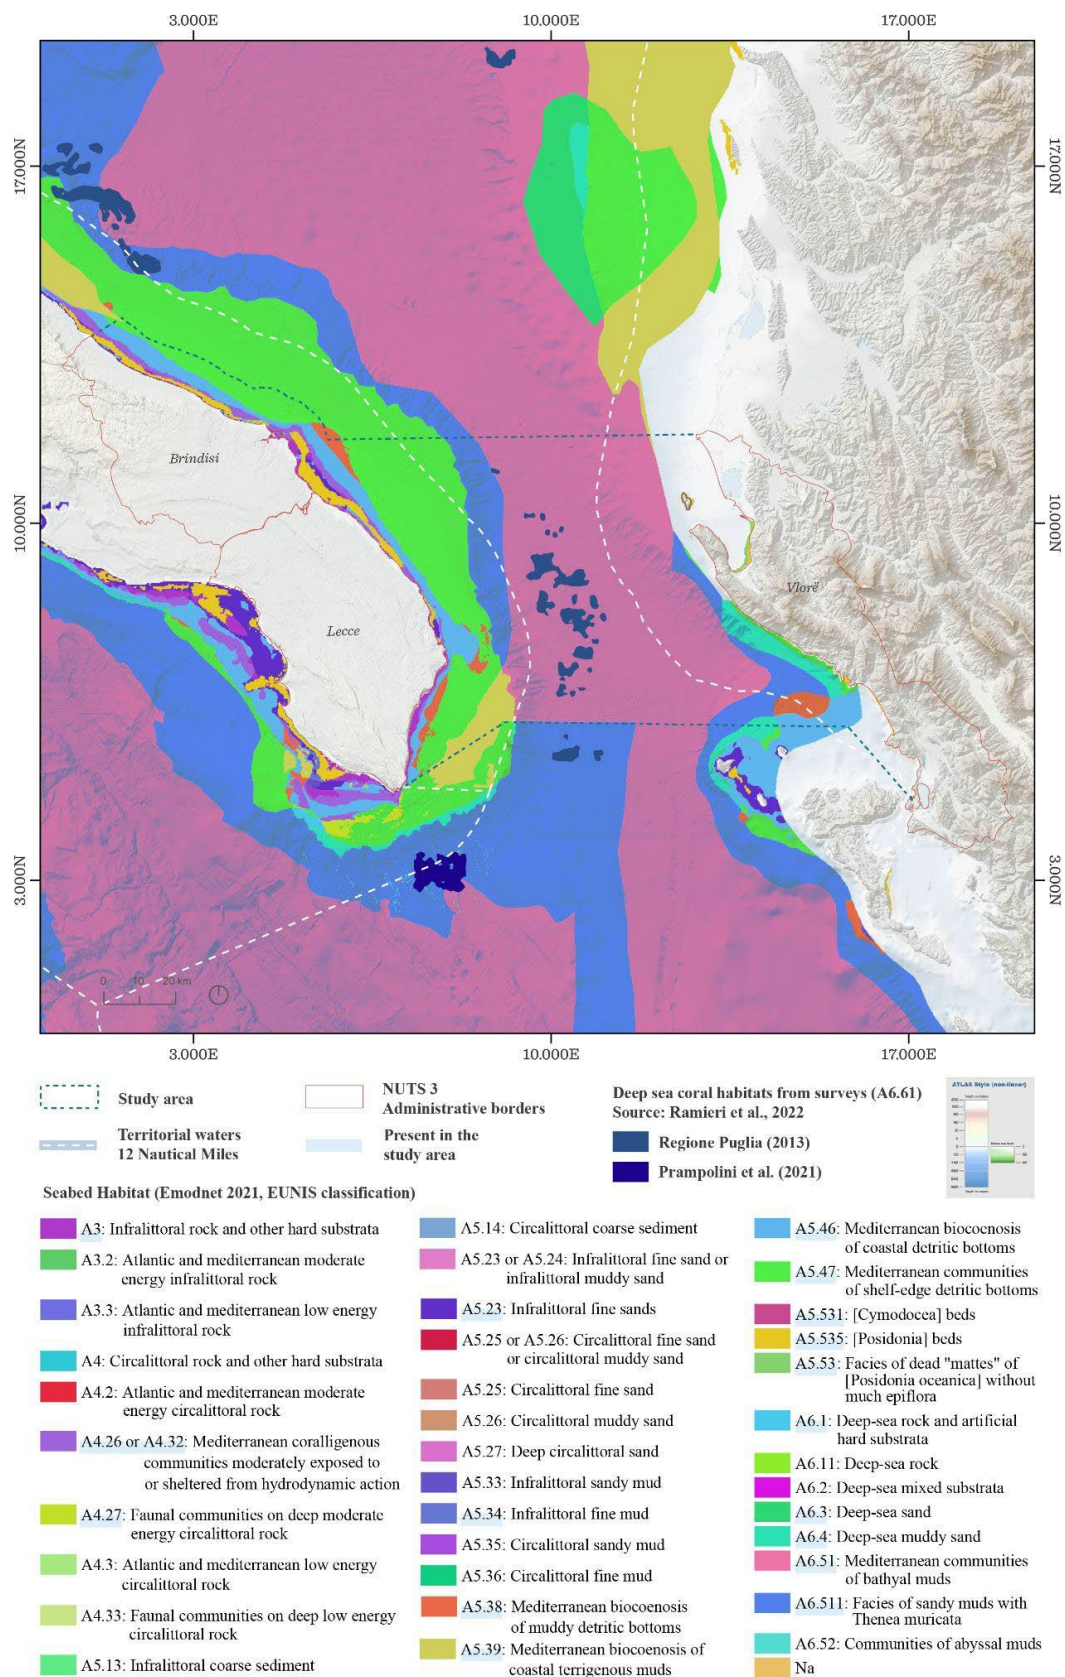 3.000E 10.000E 17.000E
17.000N 17.000N
Brindisi
10.000N 10.000N
Vlorë
Lecce
3.000N 3.000N
0 10 20 km
3.000E 10.000E 17.000E
Study area
Territorial waters
12 Nautical Miles
NUTS 3
Administrative borders
Present in the
study area
Deep sea coral habitats from surveys (A6.61)
Source: Ramieri et al., 2022
Regione Puglia (2013)
Prampolini et al. (2021)
ATLAS Style (non-linear)
Seabed Habitat (Emodnet 2021, EUNIS classification)
A3: Infralittoral rock and other hard substrata
A3.2: Atlantic and mediterranean moderate
energy infralittoral rock
A3.3: Atlantic and mediterranean low energy
infralittoral rock
A4: Circalittoral rock and other hard substrata
A4.2: Atlantic and mediterranean moderate
energy circalittoral rock
A4.26 or A4.32: Mediterranean coralligenous
communities moderately exposed to
or sheltered from hydrodynamic action
A4.27: Faunal communities on deep moderate
energy circalittoral rock
A4.3: Atlantic and mediterranean low energy
circalittoral rock
A4.33: Faunal communities on deep low energy
circalittoral rock
A5.13: Infralittoral coarse sediment
A5.14: Circalittoral coarse sediment
A5.23 or A5.24: Infralittoral fine sand or
infralittoral muddy sand
A5.23: Infralittoral fine sands
A5.25 or A5.26: Circalittoral fine sand
or circalittoral muddy sand
A5.25: Circalittoral fine sand
A5.26: Circalittoral muddy sand
A5.27: Deep circalittoral sand
A5.33: Infralittoral sandy mud
A5.34: Infralittoral fine mud
A5.35: Circalittoral sandy mud
A5.36: Circalittoral fine mud
A5.38: Mediterranean biocoenosis
of muddy detritic bottoms
A5.39: Mediterranean biocoenosis of
coastal terrigenous muds
A5.46: Mediterranean biocoenosis
of coastal detritic bottoms
A5.47: Mediterranean communities
of shelf-edge detritic bottoms
A5.531: [Cymodocea] beds
A5.535: [Posidonia] beds
A5.53: Facies of dead "mattes" of
[Posidonia oceanica] without
much epiflora
A6.1: Deep-sea rock and artificial
hard substrata
A6.11: Deep-sea rock
A6.2: Deep-sea mixed substrata
A6.3: Deep-sea sand
A6.4: Deep-sea muddy sand
A6.51: Mediterranean communities
of bathyal muds
A6.511: Facies of sandy muds with
Thenea muricata
A6.52: Communities of abyssal muds
Na